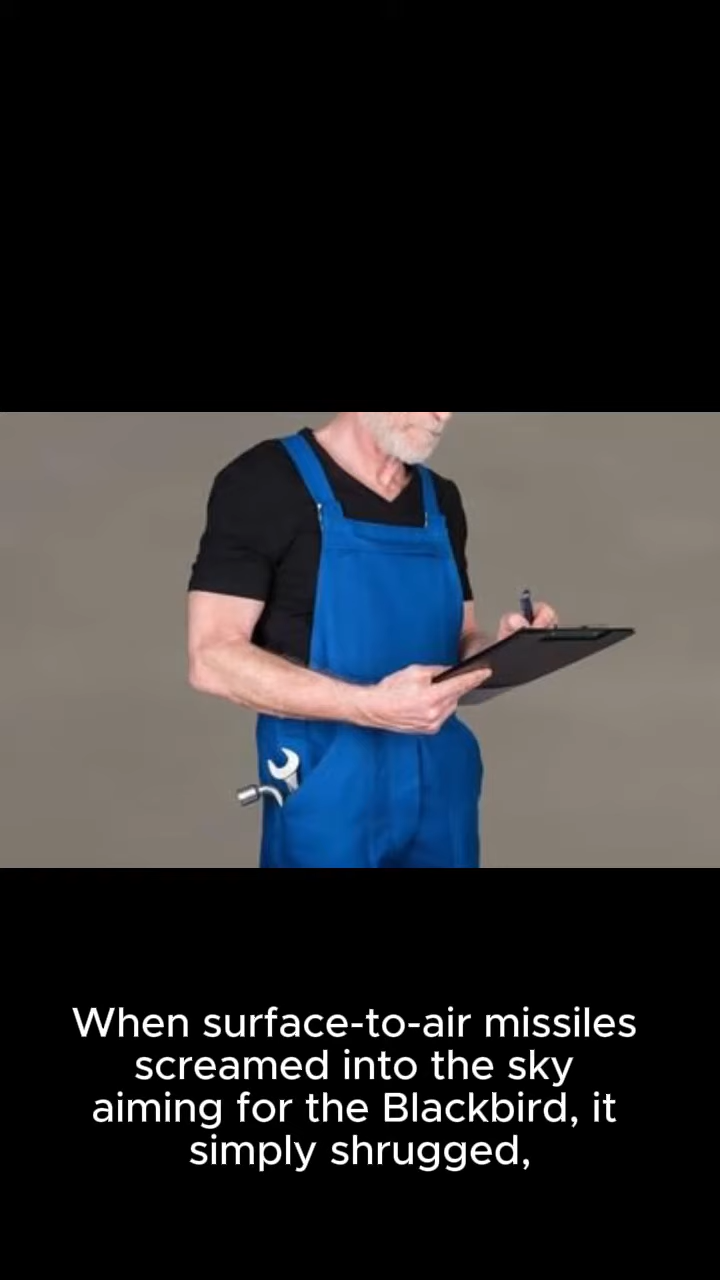 When surface-to-air missiles
screamed into the sky
aiming for the Blackbird, it
simply shrugged,